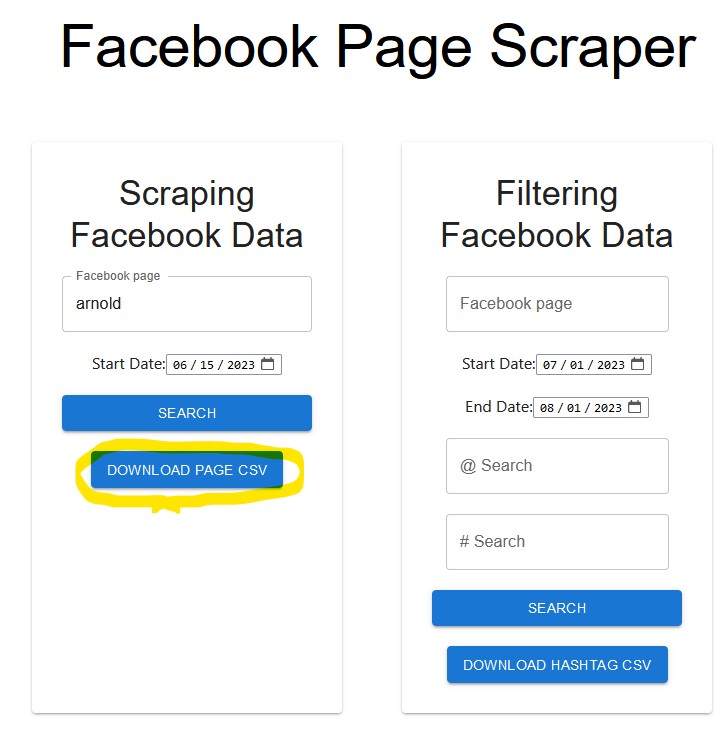 Facebook Page Scraper
Scraping
Facebook Data
Facebook page
arnold
Start Date: 06/15/2023
SEARCH
DOWNLOAD PAGE CSV
Filtering
Facebook Data
Facebook page
Start Date: 07/01/2023
End Date: 08/01/2023
@ Search
# Search
SEARCH
DOWNLOAD HASHTAG CSV